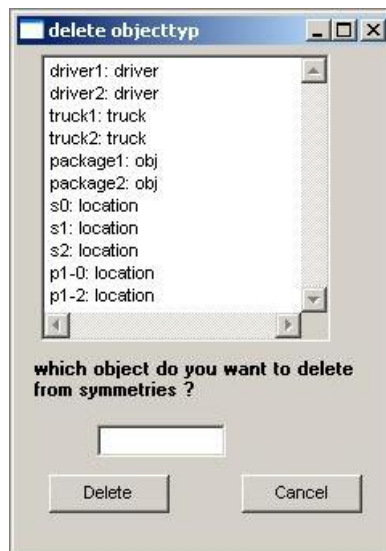 delete objecttyp
driver1: driver
driver2: driver
truck1: truck
truck2: truck
package1: obj
package2: obj
s0: location
s1: location
s2: location
p1-0: location
p1-2: location
which object do you want to delete
from symmetries ?
Delete Cancel